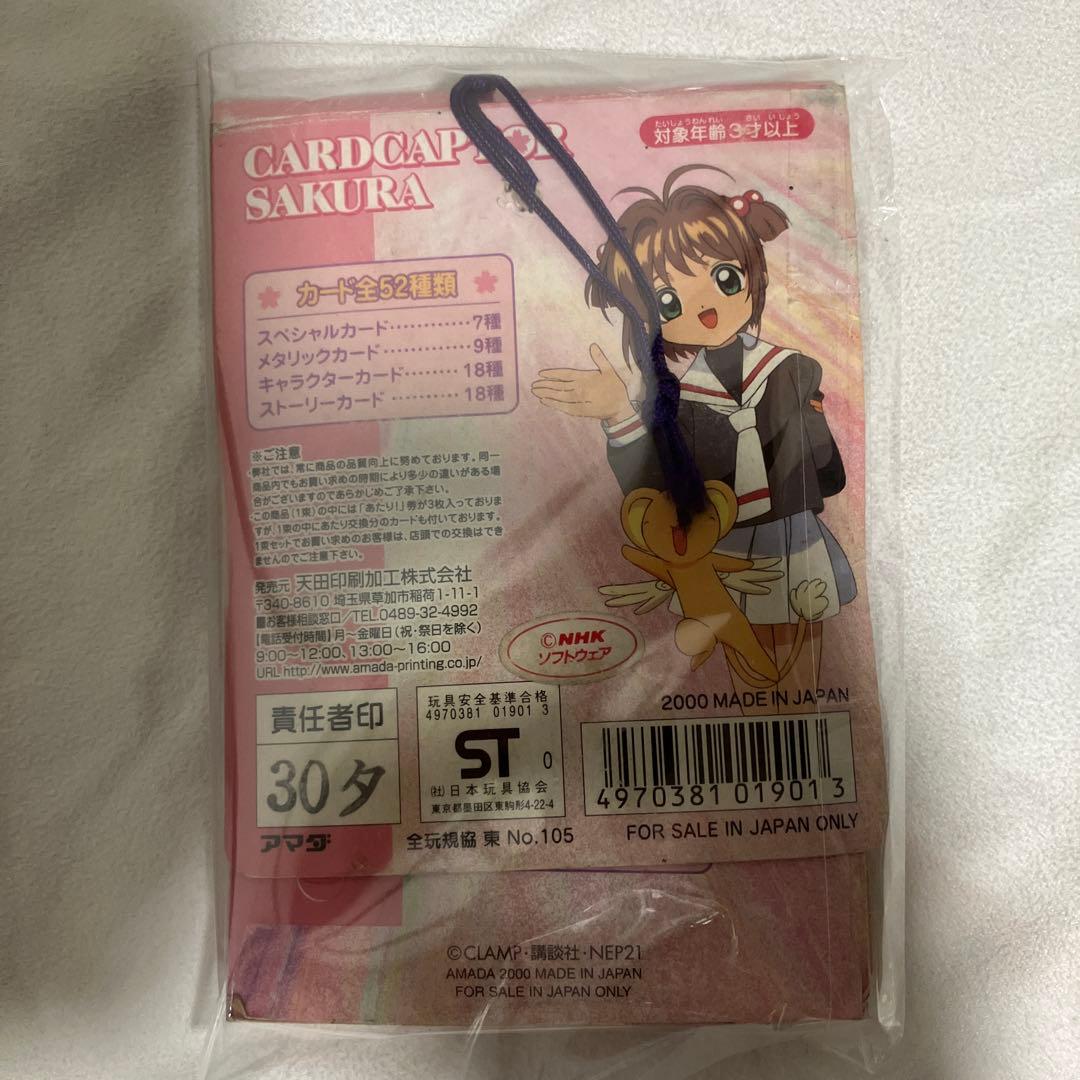 CARDCAPTOR
SAKURA
たいしょうねんれい さい いじょう
対象年齢3才以上
カード全52種類
スペシャルカード…………7種
メタリックカード…………9種
キャラクターカード………18種
ストーリーカード…………18種
※ご注意
・弊社では、常に商品の品質向上に努めております。同一
商品内でもお買い求めの時期により多少の違いがある場
合がございますのであらかじめご了承下さい。
・この商品(1束)の中には「あたり!」券が3枚入っておりま
すが、1束の中にあたり交換分のカードも付いております。
1束セットでお買い求めのお客様は、店頭での交換はでき
ませんのでご注意下さい。
発売元 天田印刷加工株式会社
〒340-8610 埼玉県草加市稲荷1-11-1
■お客様相談窓口/TEL.0489-32-4992
【電話受付時間】月〜金曜日(祝・祭日を除く)
9:00〜12:00、13:00〜16:00
URL http://www.amada-printing.co.jp/
©NHK
ソフトウェア
責任者印
30夕
アマダ
玩具安全基準合格
4970381 01901 3
ST 0
(社)日本玩具協会
東京都墨田区東駒形4-22-4
全玩規協 東 No.105
2000 MADE IN JAPAN
4970381 019013
FOR SALE IN JAPAN ONLY
©CLAMP・講談社・NEP21
AMADA 2000 MADE IN JAPAN
FOR SALE IN JAPAN ONLY